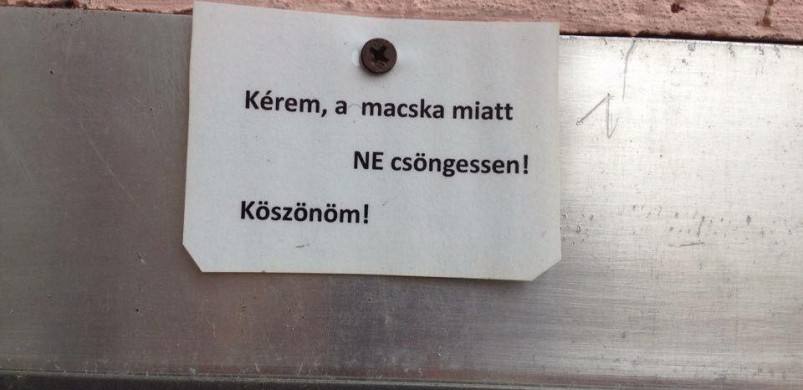 Kérem, a macska miatt
NE csöngessen!
Köszönöm!